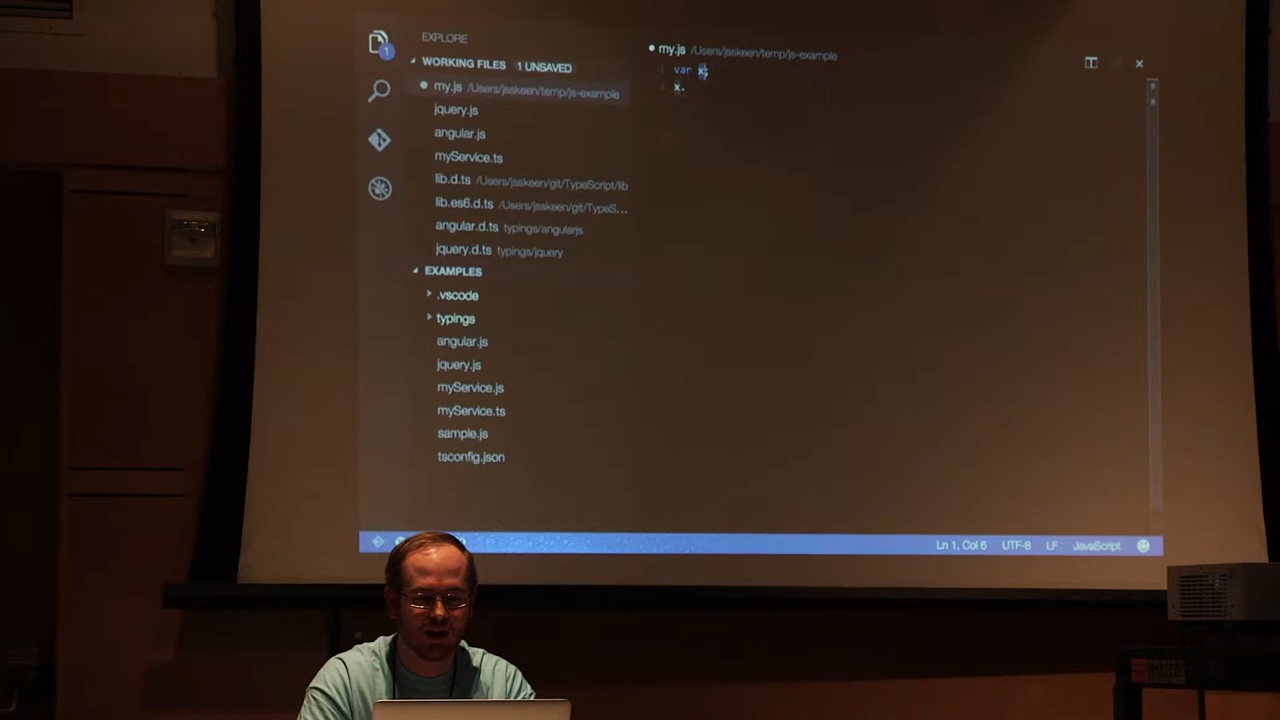 EXPLORE
1
WORKING FILES 1 UNSAVED
my.js /Users/jsskeen/temp/js-example
jquery.js
angular.js
myService.ts
lib.d.ts /Users/jsskeen/git/TypeScript/lib
lib.es6.d.ts /Users/jsskeen/git/TypeS...
angular.d.ts typings/angularjs
jquery.d.ts typings/jquery
EXAMPLES
.vscode
typings
angular.js
jquery.js
myService.js
myService.ts
sample.js
tsconfig.json
my.js /Users/jsskeen/temp/js-example
1 var x;
2 x.
Ln 1, Col 6 UTF-8 LF JavaScript